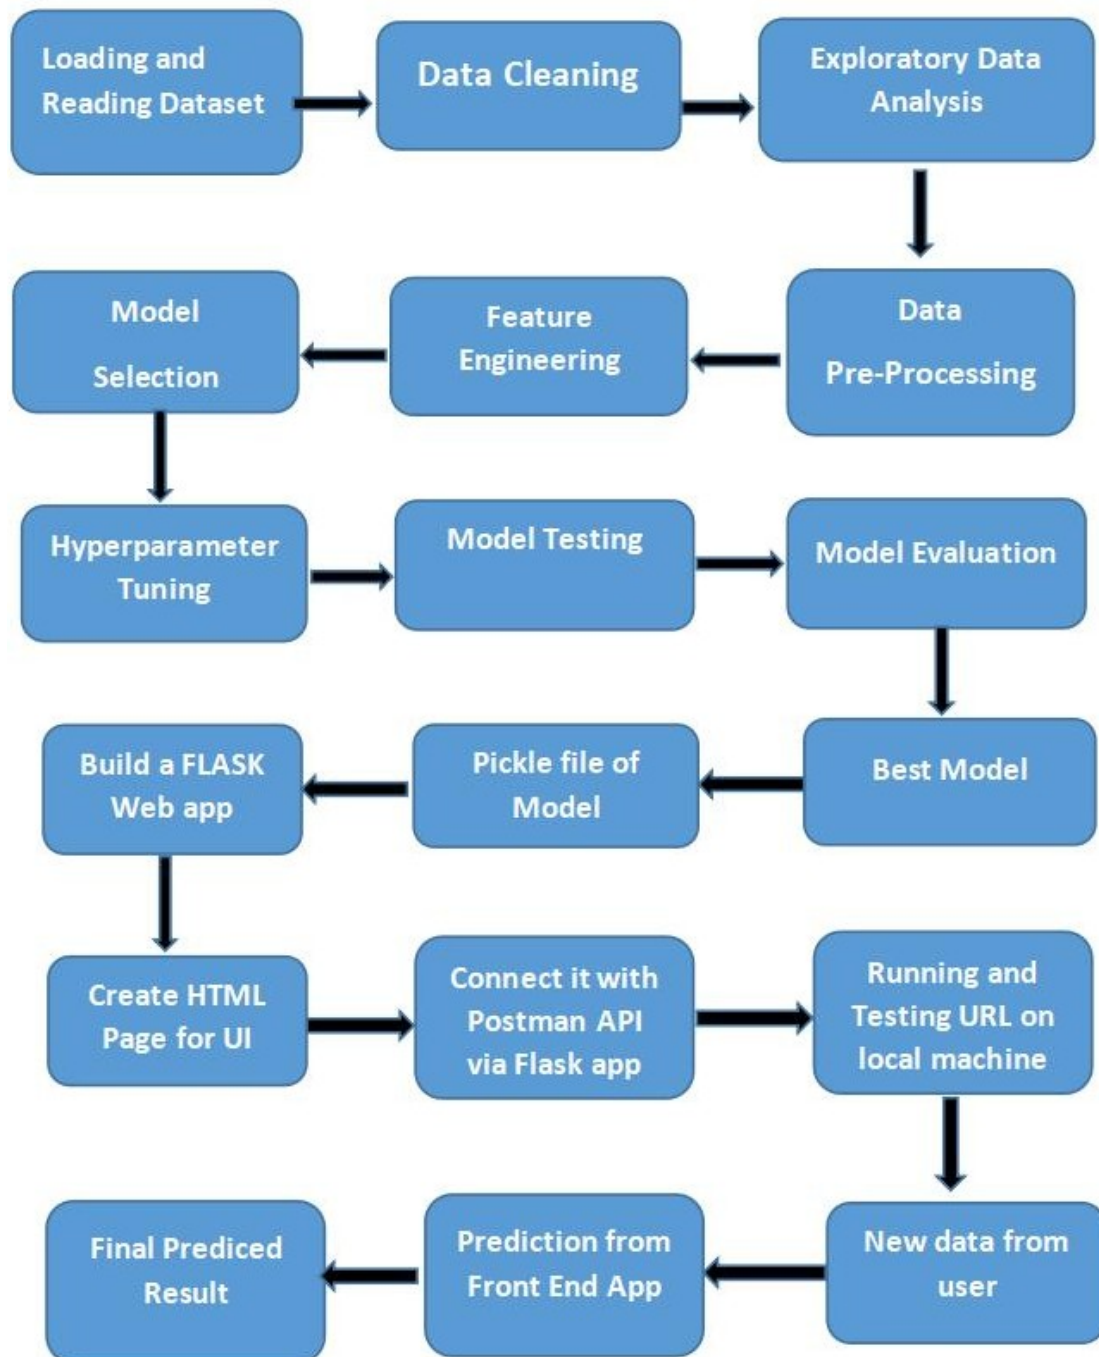 Loading and
Reading Dataset
Data Cleaning
Exploratory Data
Analysis
Data
Pre-Processing
Feature
Engineering
Model
Selection
Hyperparameter
Tuning
Model Testing
Model Evaluation
Best Model
Pickle file of
Model
Build a FLASK
Web app
Create HTML
Page for UI
Connect it with
Postman API
via Flask app
Running and
Testing URL on
local machine
New data from
user
Prediction from
Front End App
Final Prediced
Result